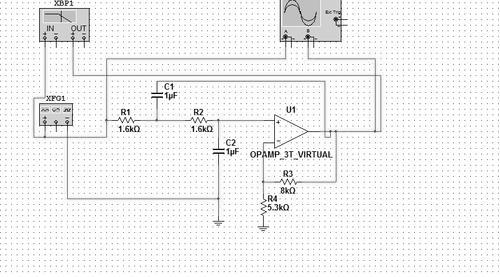 XBP1
IN OUT
A B
Ext Trig
XFG1
C1
1µF
R1
1.6kΩ
R2
1.6kΩ
U1
C2
1µF
OPAMP_3T_VIRTUAL
R3
8kΩ
R4
5.3kΩ